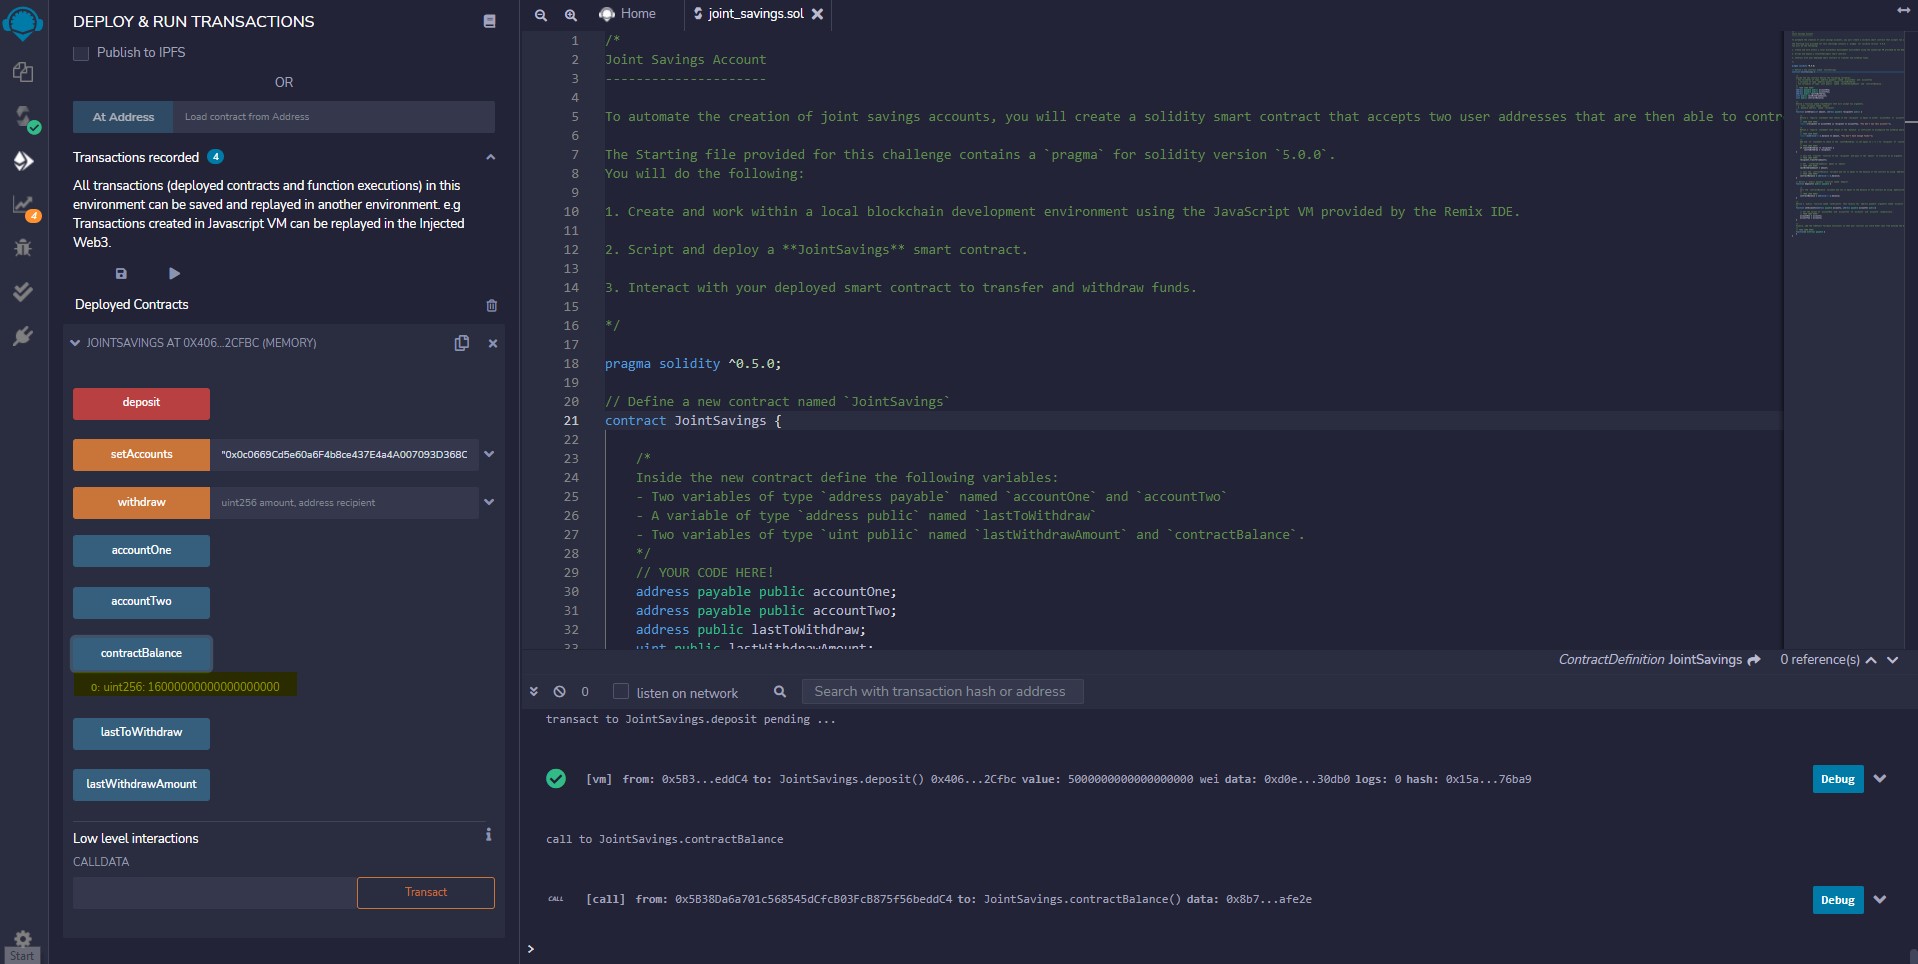 DEPLOY & RUN TRANSACTIONS
Publish to IPFS
OR
At Address
Load contract from Address
Transactions recorded 4
All transactions (deployed contracts and function executions) in this
environment can be saved and replayed in another environment. e.g
Transactions created in Javascript VM can be replayed in the Injected
Web3.
Deployed Contracts
JOINTSAVINGS AT 0X406...2CFBC (MEMORY)
deposit
setAccounts
"0x0c0669Cd5e60a6F4b8ce437E4a4A007093D368C
withdraw
uint256 amount, address recipient
accountOne
accountTwo
contractBalance
0: uint256: 16000000000000000000
lastToWithdraw
lastWithdrawAmount
Low level interactions
CALLDATA
Transact
4
Start
Home
joint_savings.sol
1 /*
2 Joint Savings Account
3 ---------------------
4
5 To automate the creation of joint savings accounts, you will create a solidity smart contract that accepts two user addresses that are then able to contr
6
7 The Starting file provided for this challenge contains a `pragma` for solidity version `5.0.0`.
8 You will do the following:
9
10 1. Create and work within a local blockchain development environment using the JavaScript VM provided by the Remix IDE.
11
12 2. Script and deploy a **JointSavings** smart contract.
13
14 3. Interact with your deployed smart contract to transfer and withdraw funds.
15
16 */
17
18 pragma solidity ^0.5.0;
19
20 // Define a new contract named `JointSavings`
21 contract JointSavings {
22
23 /*
24 Inside the new contract define the following variables:
25 - Two variables of type `address payable` named `accountOne` and `accountTwo`
26 - A variable of type `address public` named `lastToWithdraw`
27 - Two variables of type `uint public` named `lastWithdrawAmount` and `contractBalance`.
28 */
29 // YOUR CODE HERE!
30 address payable public accountOne;
31 address payable public accountTwo;
32 address public lastToWithdraw;
33 uint public lastWithdrawAmount;
ContractDefinition JointSavings
0 reference(s)
0
listen on network
Search with transaction hash or address
transact to JointSavings.deposit pending ...
[vm] from: 0x5B3...eddC4 to: JointSavings.deposit() 0x406...2Cfbc value: 5000000000000000000 wei data: 0xd0e...30db0 logs: 0 hash: 0x15a...76ba9
Debug
call to JointSavings.contractBalance
CALL [call] from: 0x5B38Da6a701c568545dCfcB03FcB875f56beddC4 to: JointSavings.contractBalance() data: 0x8b7...afe2e
Debug
>